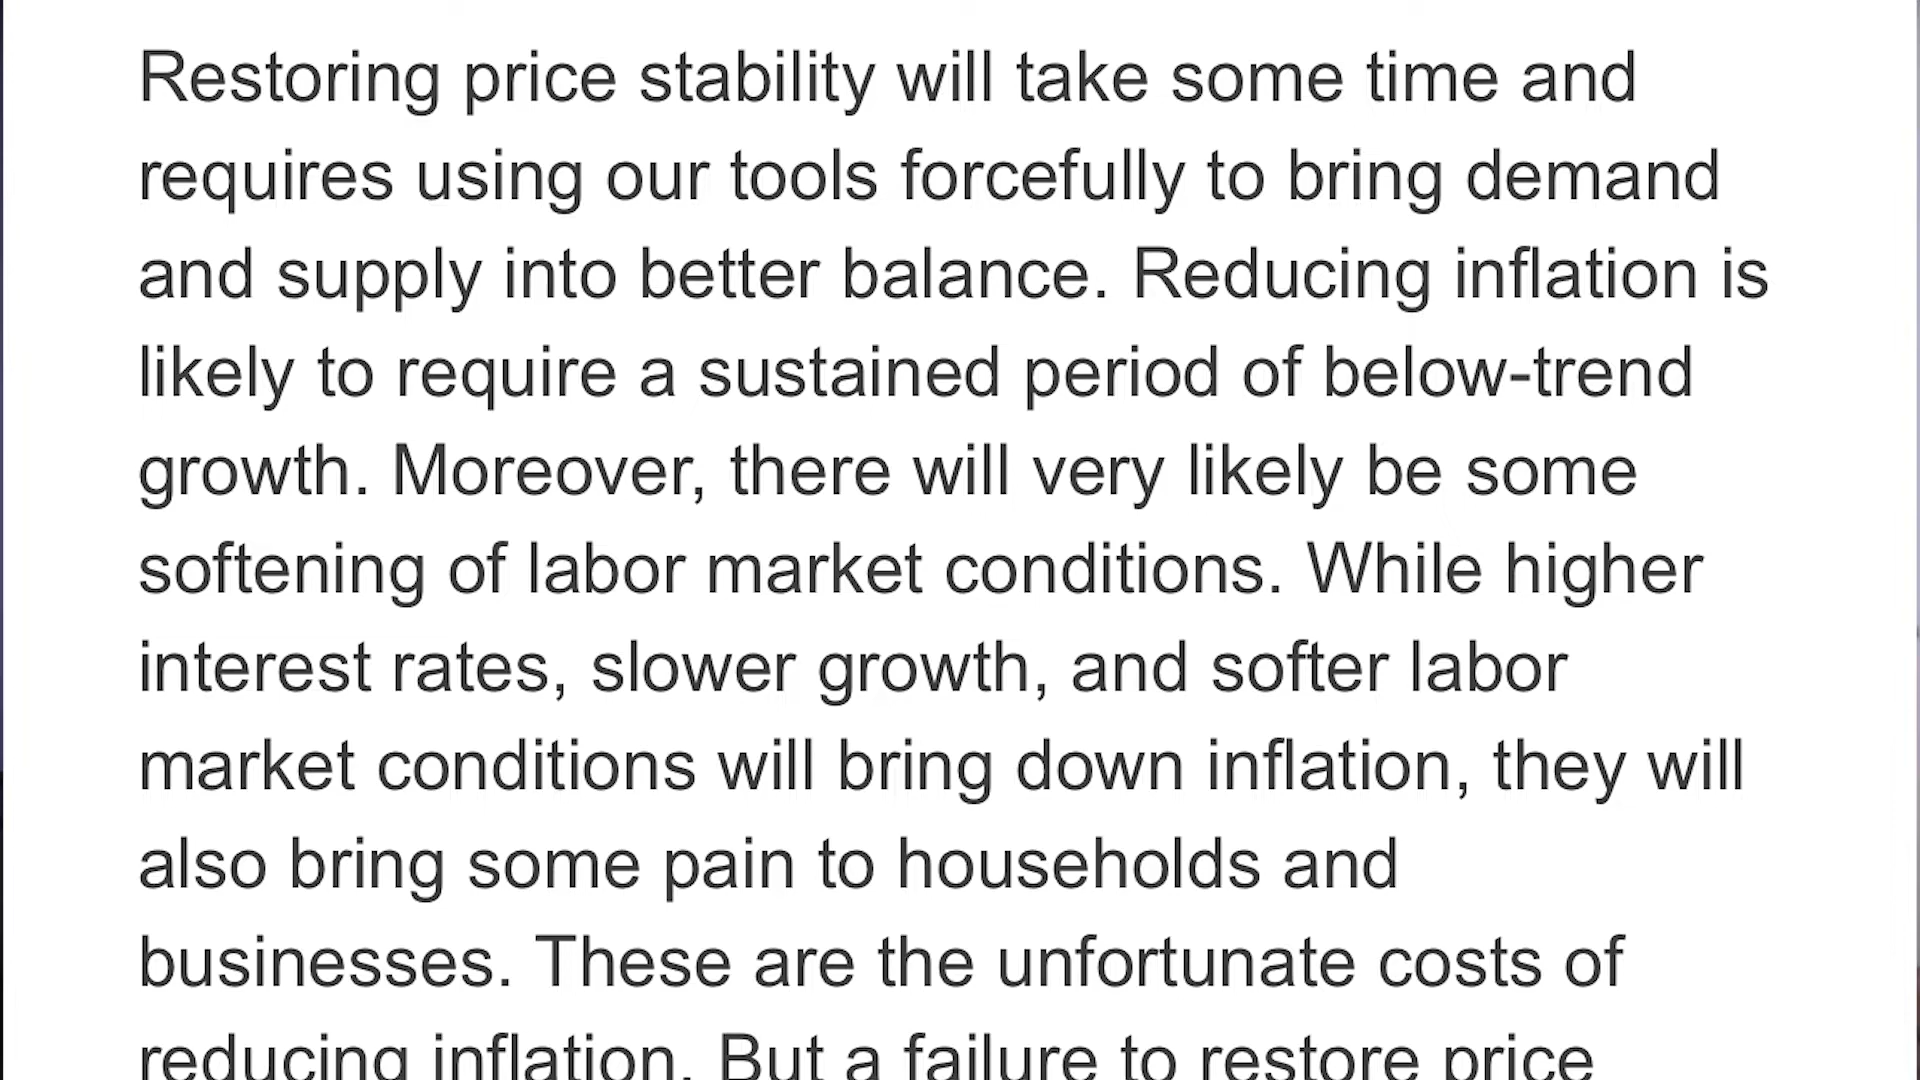 Restoring price stability will take some time and
requires using our tools forcefully to bring demand
and supply into better balance. Reducing inflation is
likely to require a sustained period of below-trend
growth. Moreover, there will very likely be some
softening of labor market conditions. While higher
interest rates, slower growth, and softer labor
market conditions will bring down inflation, they will
also bring some pain to households and
businesses. These are the unfortunate costs of
reducing inflation. But a failure to restore price